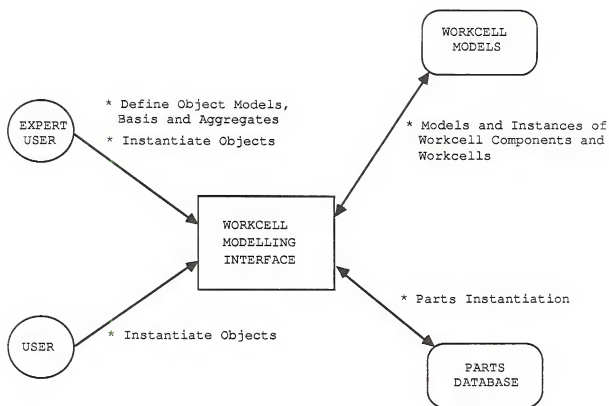 WORKCELL
MODELS
* Define Object Models,
Basis and Aggregates
* Instantiate Objects
EXPERT
USER
* Models and Instances of
Workcell Components and
Workcells
WORKCELL
MODELLING
INTERFACE
* Parts Instantiation
* Instantiate Objects
USER
PARTS
DATABASE